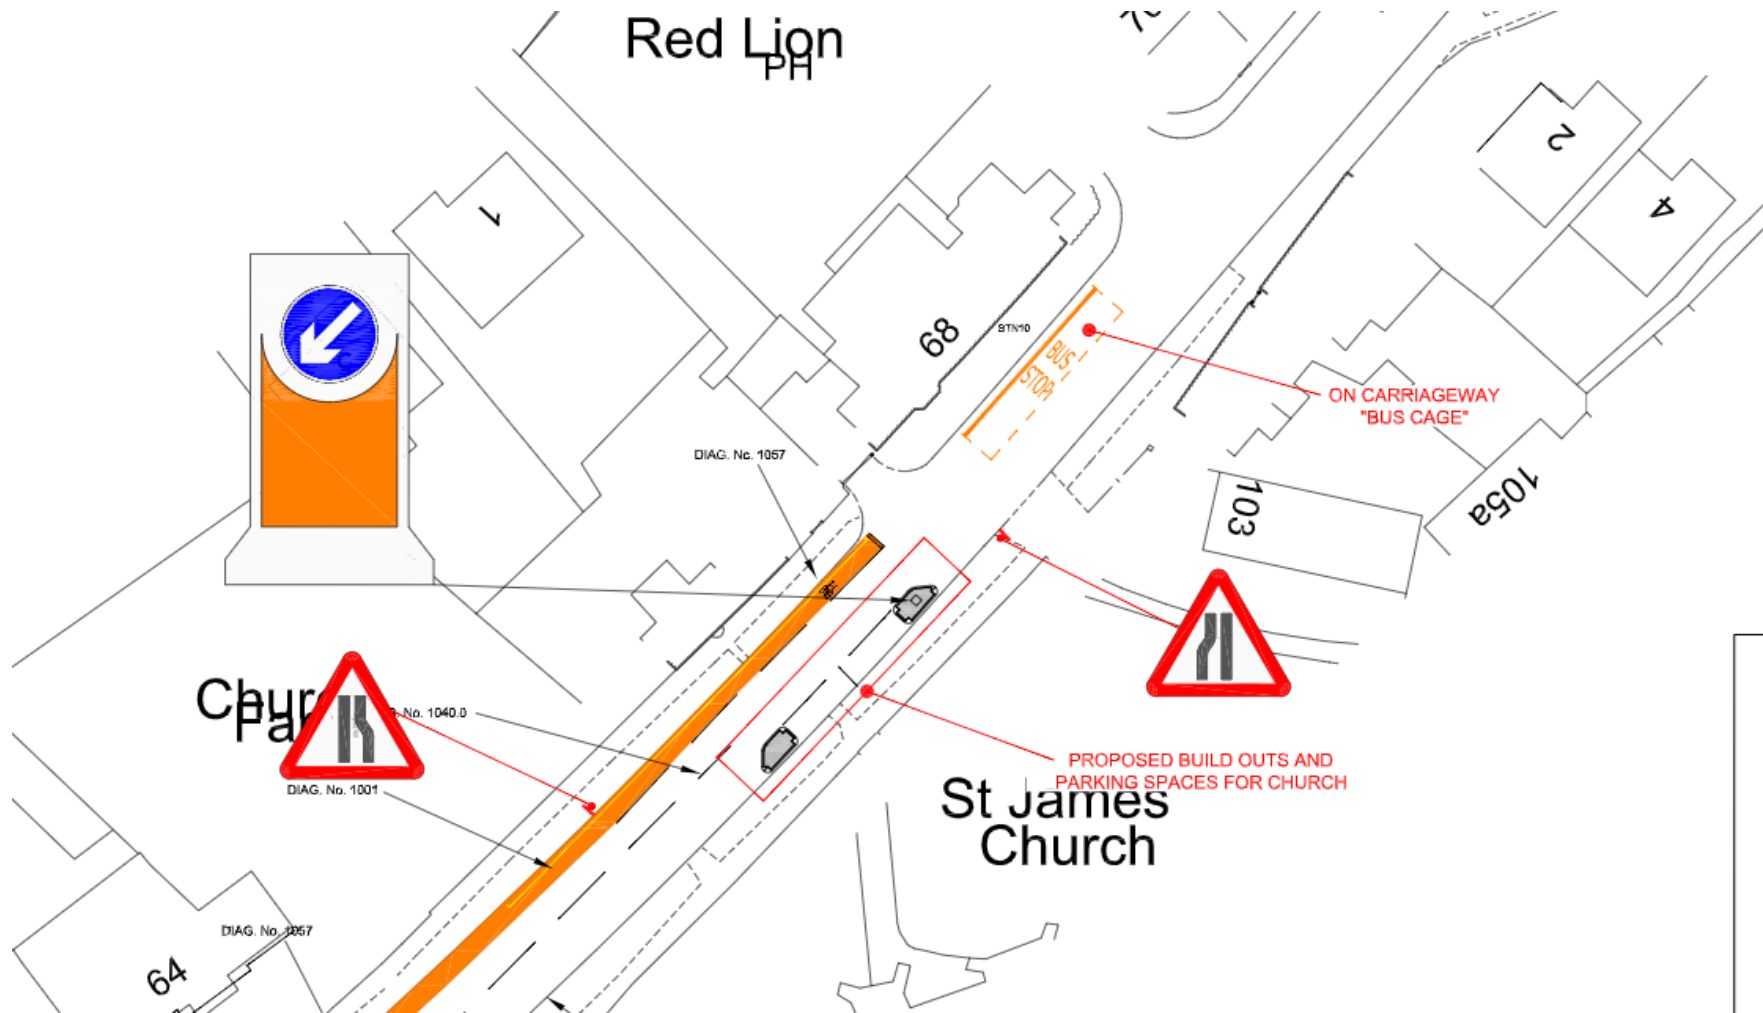 Red Lion
PH
2
4
1
89
STN10
BUS
STOP
ON CARRIAGEWAY
"BUS CAGE"
DIAG. No. 1057
103
105a
No. 1040.0
DIAG. No. 1001
PROPOSED BUILD OUTS AND
PARKING SPACES FOR CHURCH
St James
Church
DIAG. No. 1057
64